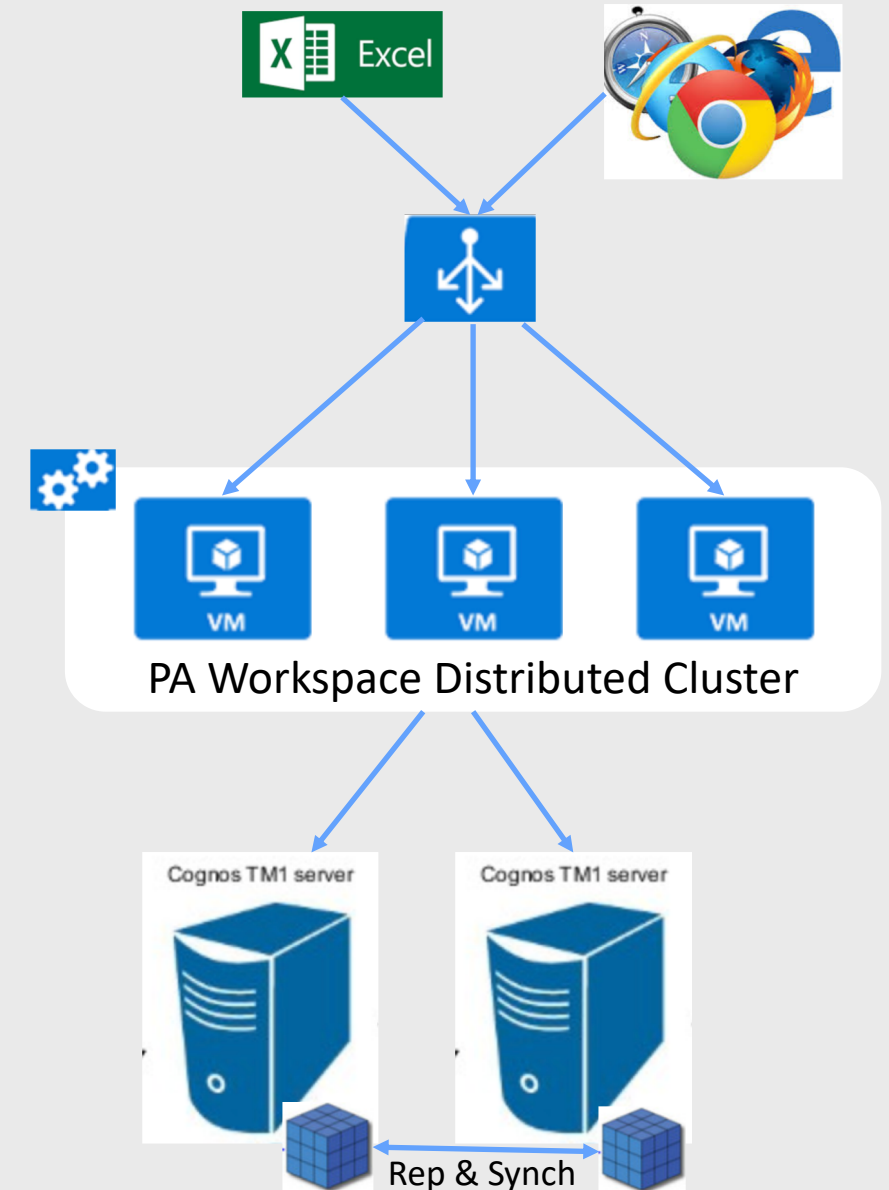 X Excel
VM VM VM
PA Workspace Distributed Cluster
Cognos TM1 server Cognos TM1 server
Rep & Synch